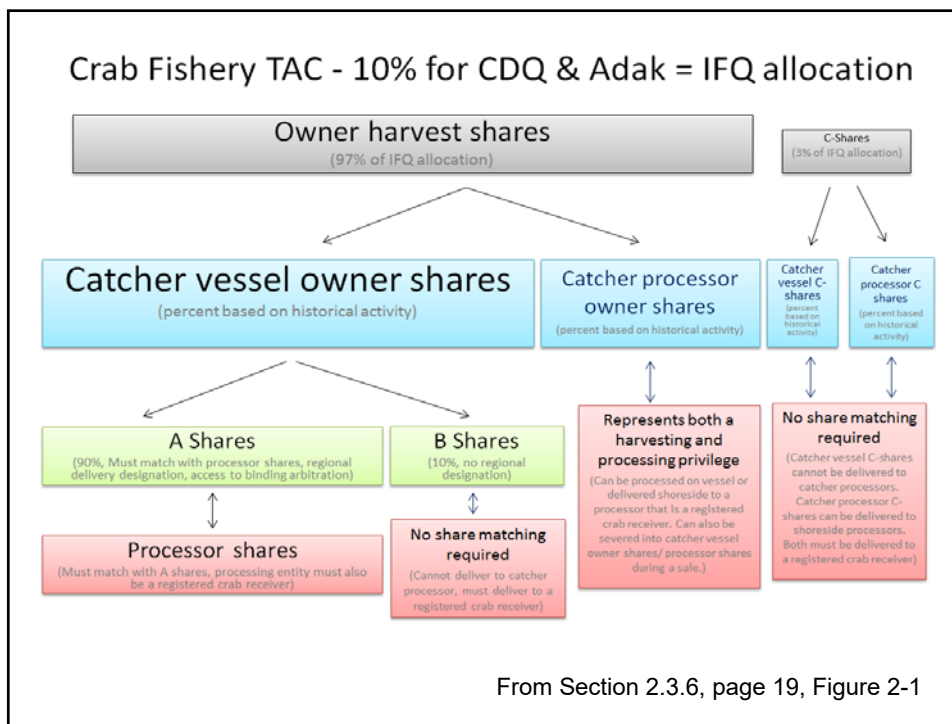 Crab Fishery TAC - 10% for CDQ & Adak = IFQ allocation
Owner harvest shares
(97% of IFQ allocation)
C-Shares
(3% of IFQ allocation)
Catcher vessel owner shares
(percent based on historical activity)
Catcher processor
owner shares
(percent based on historical activity)
Catcher
vessel C-
shares
(percent
based on
historical
activity)
Catcher
processor C
shares
(percent based
on historical
activity)
A Shares
(90%, Must match with processor shares, regional
delivery designation, access to binding arbitration)
B Shares
(10%, no regional
designation)
Represents both a
harvesting and
processing privilege
(Can be processed on vessel or
delivered shoreside to a
processor that is a registered
crab receiver. Can also be
severed into catcher vessel
owner shares/ processor shares
during a sale.)
No share matching
required
(Catcher vessel C-shares
cannot be delivered to
catcher processors.
Catcher processor C-
shares can be delivered to
shoreside processors.
Both must be delivered to
a registered crab receiver)
Processor shares
(Must match with A shares, processing entity must also
be a registered crab receiver)
No share matching
required
(Cannot deliver to catcher
processor, must deliver to a
registered crab receiver)
From Section 2.3.6, page 19, Figure 2-1